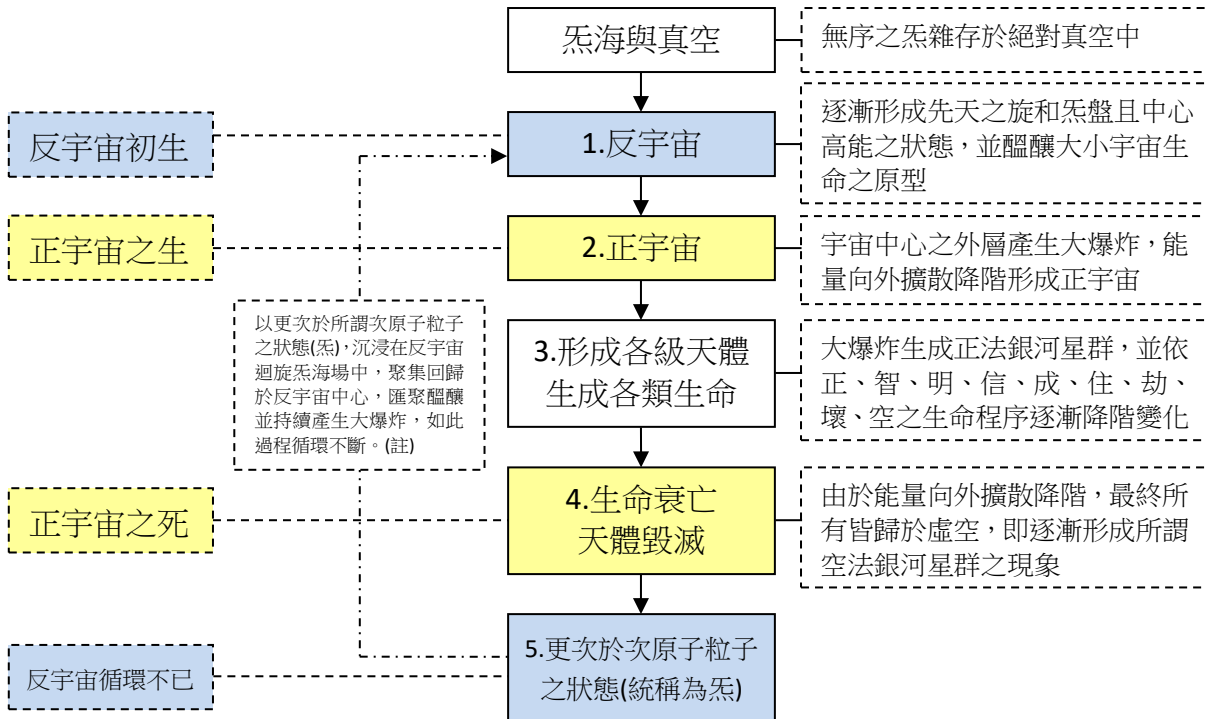 炁海與真空
無序之炁雜存於絕對真空中
反宇宙初生
1.反宇宙
逐漸形成先天之旋和炁盤且中心
高能之狀態，並醞釀大小宇宙生
命之原型
正宇宙之生
2.正宇宙
宇宙中心之外層產生大爆炸，能
量向外擴散降階形成正宇宙
以更次於所謂次原子粒子
之狀態(炁)，沉浸在反宇宙
迴旋炁海場中，聚集回歸
於反宇宙中心，匯聚醞釀
並持續產生大爆炸，如此
過程循環不斷。(註)
3.形成各級天體
生成各類生命
大爆炸生成正法銀河星群，並依
正、智、明、信、成、住、劫、
壞、空之生命程序逐漸降階變化
正宇宙之死
4.生命衰亡
天體毀滅
由於能量向外擴散降階，最終所
有皆歸於虛空，即逐漸形成所謂
空法銀河星群之現象
反宇宙循環不已
5.更次於次原子粒子
之狀態(統稱為炁)